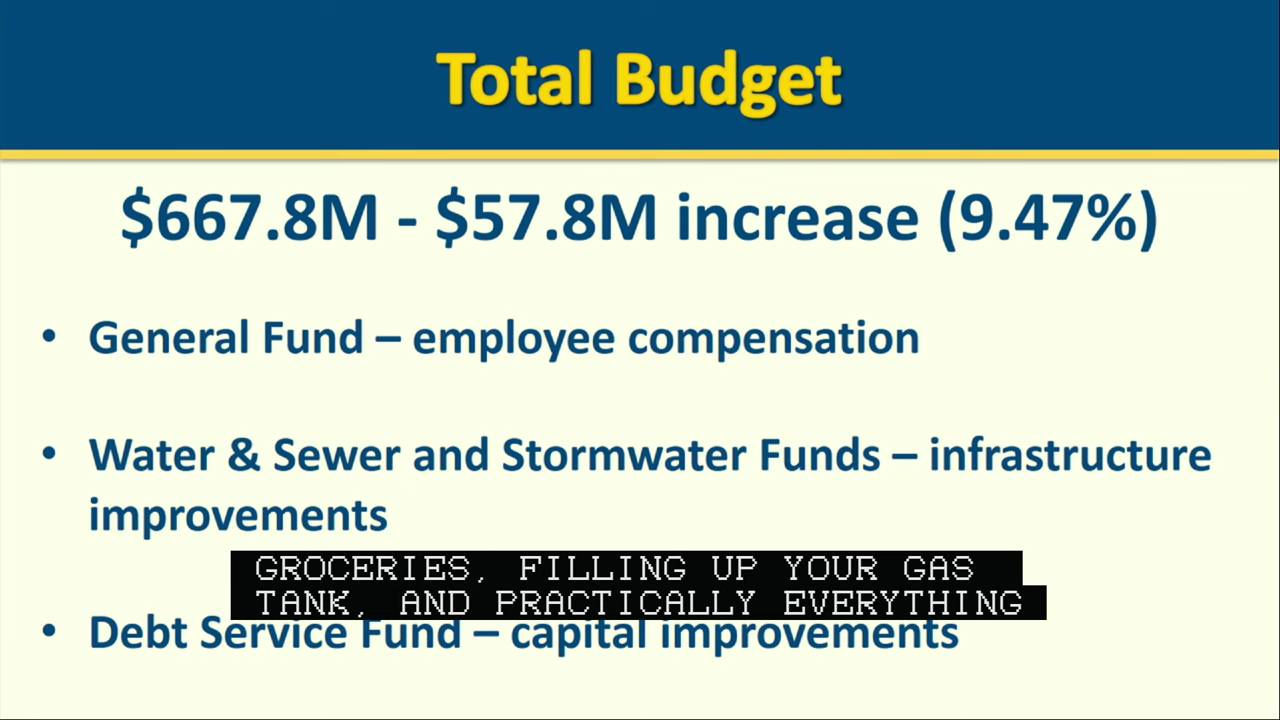 Total Budget
$667.8M - $57.8M increase (9.47%)
• General Fund – employee compensation
• Water & Sewer and Stormwater Funds – infrastructure
improvements
GROCERIES, FILLING UP YOUR GAS
TANK, AND PRACTICALLY EVERYTHING
• Debt Service Fund – capital improvements